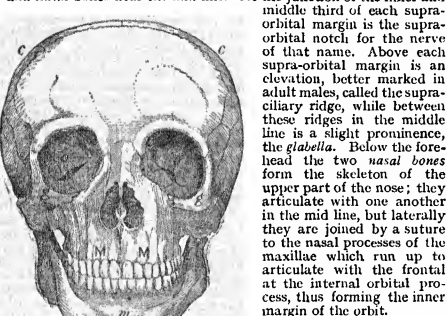 middle third of each supra-
orbital margin is the supra-
orbital notch for the nerve
of that name. Above each
supra-orbital margin is an
elevation, better marked in
adult males, called the supra-
ciliary ridge, while between
these ridges in the middle
line is a slight prominence,
the glabella. Below the fore-
head the two nasal bones
form the skeleton of the
upper part of the nose; they
articulate with one another
in the mid line, but laterally
they are joined by a suture
to the nasal processes of the
maxillae which run up to
articulate with the frontal
at the internal orbital pro-
cess, thus forming the inner
margin of the orbit.
C
C
g
M
M
m